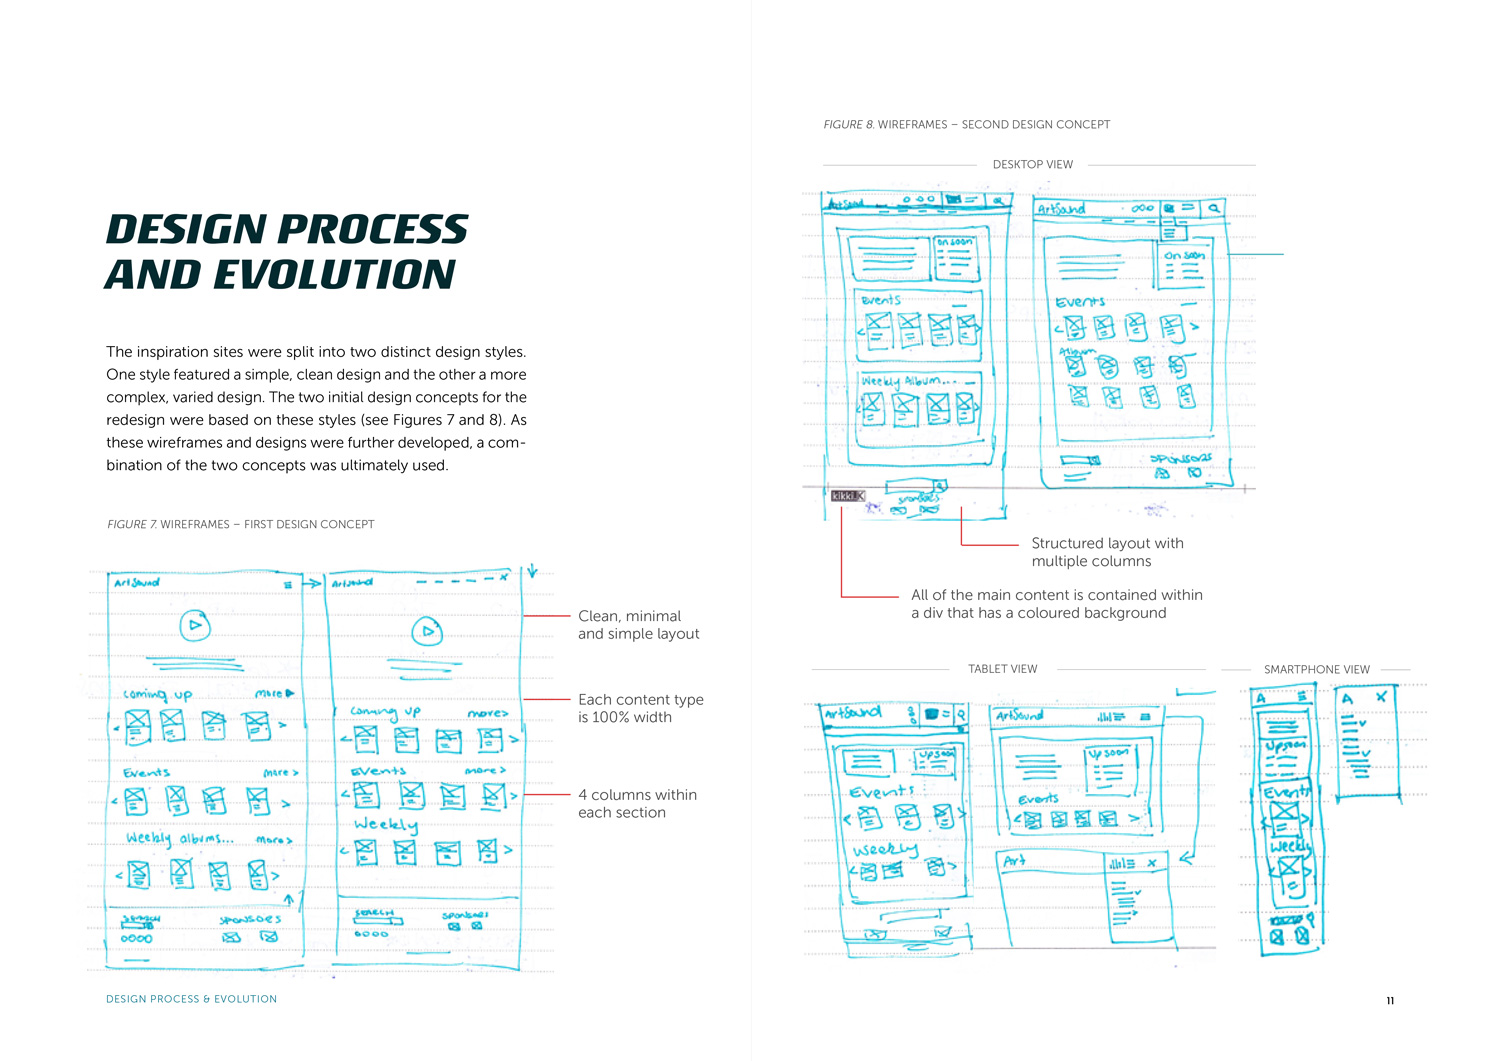 DESIGN PROCESS
AND EVOLUTION
The inspiration sites were split into two distinct design styles.
One style featured a simple, clean design and the other a more
complex, varied design. The two initial design concepts for the
redesign were based on these styles (see Figures 7 and 8). As
these wireframes and designs were further developed, a com-
bination of the two concepts was ultimately used.
FIGURE 7. WIREFRAMES – FIRST DESIGN CONCEPT
ArtSound
coming up more
Events more >
Weekly albums... more >
SEARCH SPONSORS
ArtSound x
coming up more >
Events more >
Weekly
SEARCH SPONSORS
Clean, minimal
and simple layout
Each content type
is 100% width
4 columns within
each section
DESIGN PROCESS & EVOLUTION
FIGURE 8. WIREFRAMES – SECOND DESIGN CONCEPT
DESKTOP VIEW
ArtSound
on soon
Events
Weekly Album...
kikki.K
sponsors
ArtSound
on soon
Events
Album
sponsors
Structured layout with
multiple columns
All of the main content is contained within
a div that has a coloured background
TABLET VIEW
ArtSound
Upsoon
Events
Weekly
ArtSound
Upsoon
Events
Art x
SMARTPHONE VIEW
A
Upsoon
Events
Weekly
A x
11